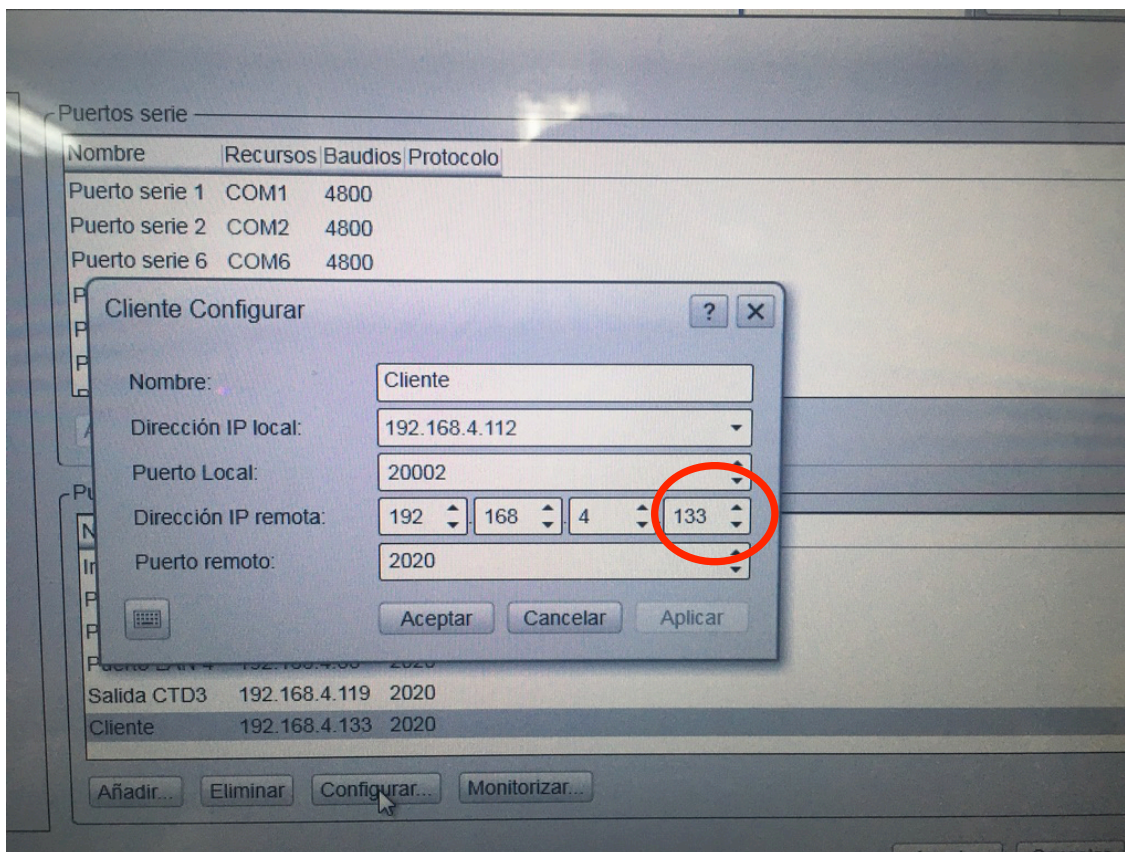 Puertos serie
Nombre Recursos Baudios Protocolo
Puerto serie 1 COM1 4800
Puerto serie 2 COM2 4800
Puerto serie 6 COM6 4800
Cliente Configurar ? X
Nombre: Cliente
Dirección IP local: 192.168.4.112
Puerto Local: 20002
Dirección IP remota: 192 . 168 . 4 . 133
Puerto remoto: 2020
Aceptar Cancelar Aplicar
Salida CTD3 192.168.4.119 2020
Cliente 192.168.4.133 2020
Añadir... Eliminar Configurar... Monitorizar...